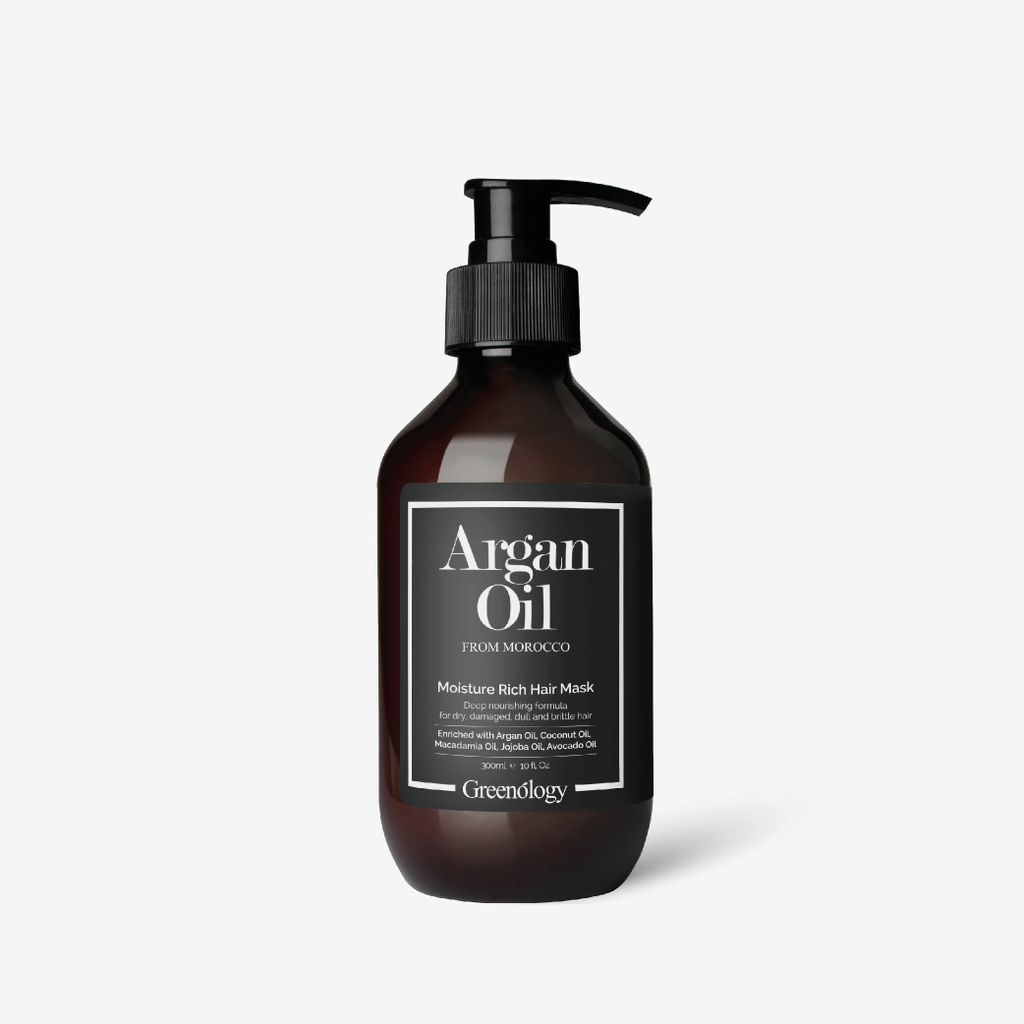 Argan
Oil
FROM MOROCCO
Moisture Rich Hair Mask
Deep nourishing formula
for dry, damaged, dull and brittle hair
Enriched with Argan Oil, Coconut Oil,
Macadamia Oil, Jojoba Oil, Avocado Oil
300ml ℮ 10 fl. Oz
Greenólogy